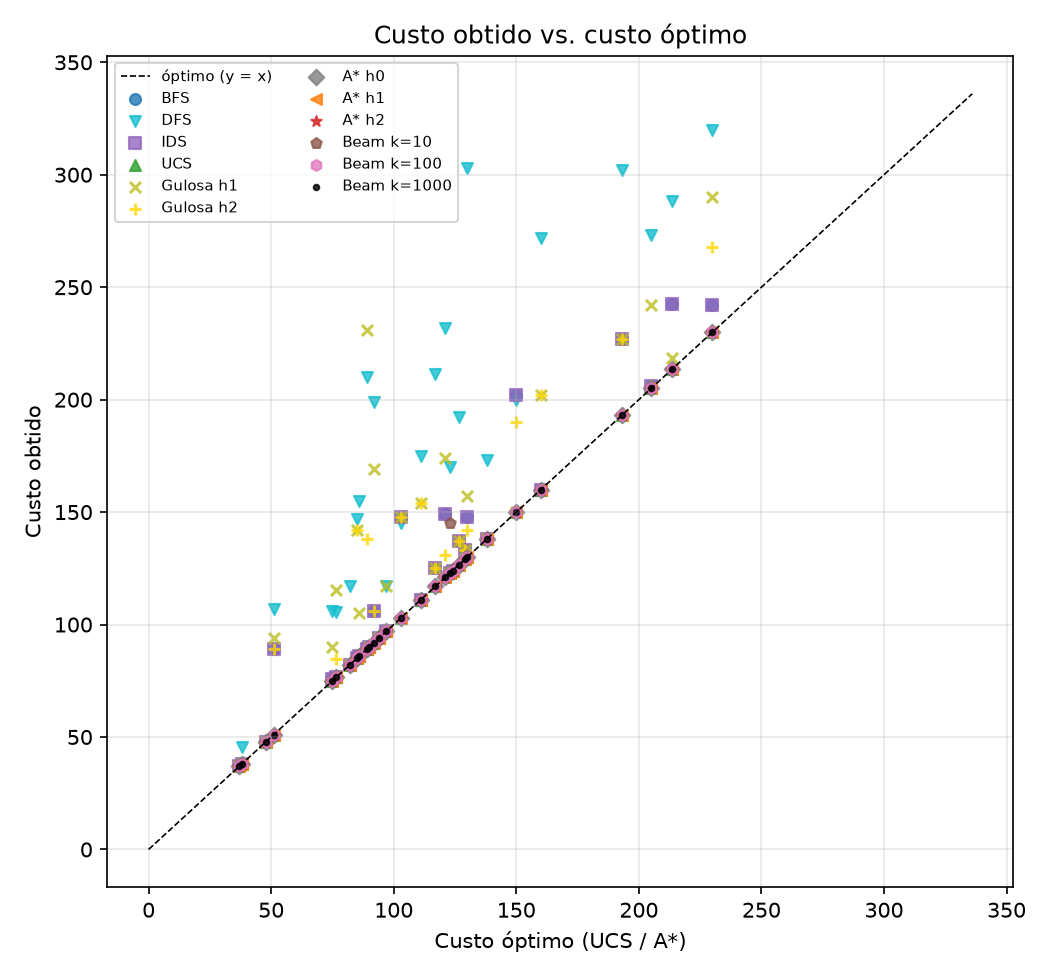 Custo obtido vs. custo óptimo
350
300
250
200
150
100
50
0
Custo obtido
óptimo (y = x)
BFS
DFS
IDS
UCS
Gulosa h1
Gulosa h2
A* h0
A* h1
A* h2
Beam k=10
Beam k=100
Beam k=1000
0 50 100 150 200 250 300 350
Custo óptimo (UCS / A*)